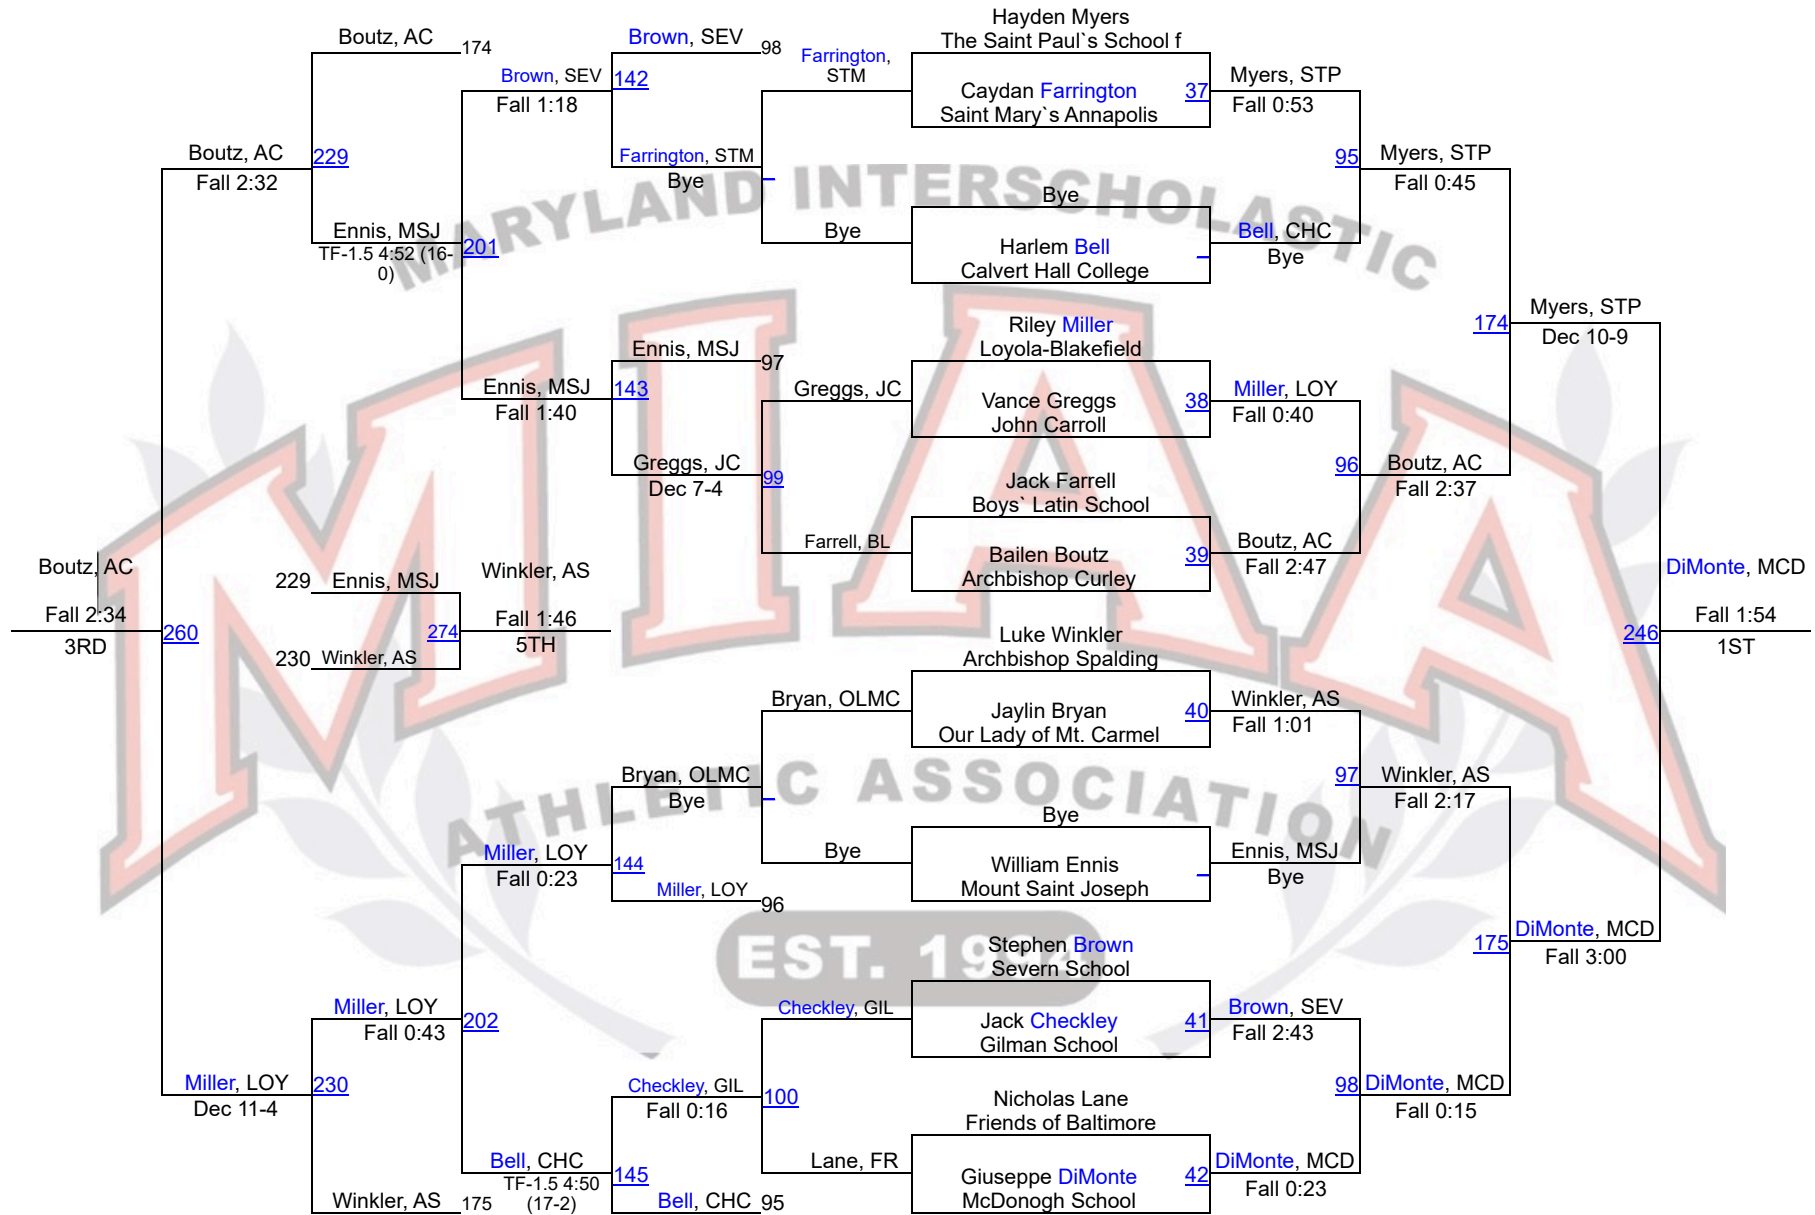 Hayden Myers
The Saint Paul`s School f
Boutz, AC
174
Brown, SEV
98
Farrington,
STM
Brown, SEV
142
Fall 1:18
Caydan Farrington
Saint Mary`s Annapolis
37
Myers, STP
Fall 0:53
Boutz, AC
229
Fall 2:32
Farrington, STM
Bye
95
Myers, STP
Fall 0:45
MARYLAND INTERSCHOLASTIC
Bye
Ennis, MSJ
TF-1.5 4:52 (16-
0)
201
Bye
Harlem Bell
Calvert Hall College
Bell, CHC
Bye
Riley Miller
Loyola-Blakefield
174
Myers, STP
Dec 10-9
MIAA
Ennis, MSJ
97
Ennis, MSJ
143
Fall 1:40
Greggs, JC
Vance Greggs
John Carroll
38
Miller, LOY
Fall 0:40
Greggs, JC
Dec 7-4
99
Jack Farrell
Boys` Latin School
96
Boutz, AC
Fall 2:37
Farrell, BL
Bailen Boutz
Archbishop Curley
39
Boutz, AC
Fall 2:47
Boutz, AC
Fall 2:34
3RD
260
229
Ennis, MSJ
230
Winkler, AS
274
Winkler, AS
Fall 1:46
5TH
DiMonte, MCD
Fall 1:54
1ST
246
Luke Winkler
Archbishop Spalding
Bryan, OLMC
Jaylin Bryan
Our Lady of Mt. Carmel
40
Winkler, AS
Fall 1:01
Bryan, OLMC
Bye
97
Winkler, AS
Fall 2:17
ATHLETIC ASSOCIATION
Bye
Bye
William Ennis
Mount Saint Joseph
Ennis, MSJ
Bye
Miller, LOY
144
Fall 0:23
Miller, LOY
96
EST. 1994
Stephen Brown
Severn School
175
DiMonte, MCD
Fall 3:00
Miller, LOY
Fall 0:43
202
Checkley, GIL
Jack Checkley
Gilman School
41
Brown, SEV
Fall 2:43
Miller, LOY
Dec 11-4
230
Checkley, GIL
Fall 0:16
100
Nicholas Lane
Friends of Baltimore
98
DiMonte, MCD
Fall 0:15
Bell, CHC
TF-1.5 4:50
(17-2)
145
Lane, FR
Giuseppe DiMonte
McDonogh School
42
DiMonte, MCD
Fall 0:23
Winkler, AS
175
Bell, CHC
95